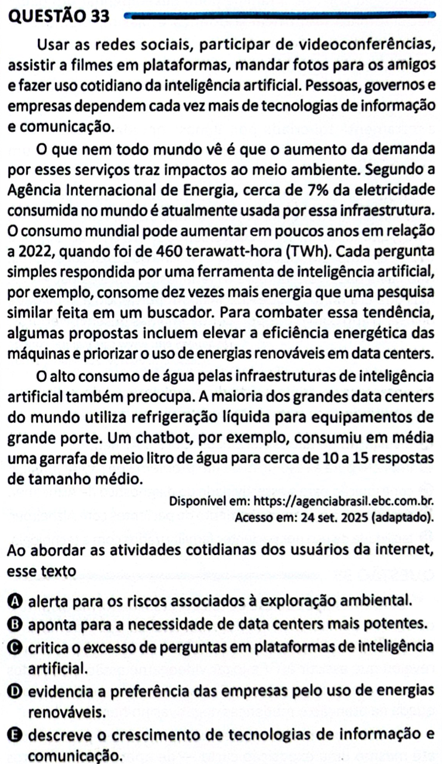 QUESTÃO 33
Usar as redes sociais, participar de videoconferências,
assistir a filmes em plataformas, mandar fotos para os amigos
e fazer uso cotidiano da inteligência artificial. Pessoas, governos e
empresas dependem cada vez mais de tecnologias de informação
e comunicação.
O que nem todo mundo vê é que o aumento da demanda
por esses serviços traz impactos ao meio ambiente. Segundo a
Agência Internacional de Energia, cerca de 7% da eletricidade
consumida no mundo é atualmente usada por essa infraestrutura.
O consumo mundial pode aumentar em poucos anos em relação
a 2022, quando foi de 460 terawatt-hora (TWh). Cada pergunta
simples respondida por uma ferramenta de inteligência artificial,
por exemplo, consome dez vezes mais energia que uma pesquisa
similar feita em um buscador. Para combater essa tendência,
algumas propostas incluem elevar a eficiência energética das
máquinas e priorizar o uso de energias renováveis em data centers.
O alto consumo de água pelas infraestruturas de inteligência
artificial também preocupa. A maioria dos grandes data centers
do mundo utiliza refrigeração líquida para equipamentos de
grande porte. Um chatbot, por exemplo, consumiu em média
uma garrafa de meio litro de água para cerca de 10 a 15 respostas
de tamanho médio.
Disponível em: https://agenciabrasil.ebc.com.br.
Acesso em: 24 set. 2025 (adaptado).
Ao abordar as atividades cotidianas dos usuários da internet,
esse texto
A alerta para os riscos associados à exploração ambiental.
B aponta para a necessidade de data centers mais potentes.
C critica o excesso de perguntas em plataformas de inteligência
artificial.
D evidencia a preferência das empresas pelo uso de energias
renováveis.
E descreve o crescimento de tecnologias de informação e
comunicação.